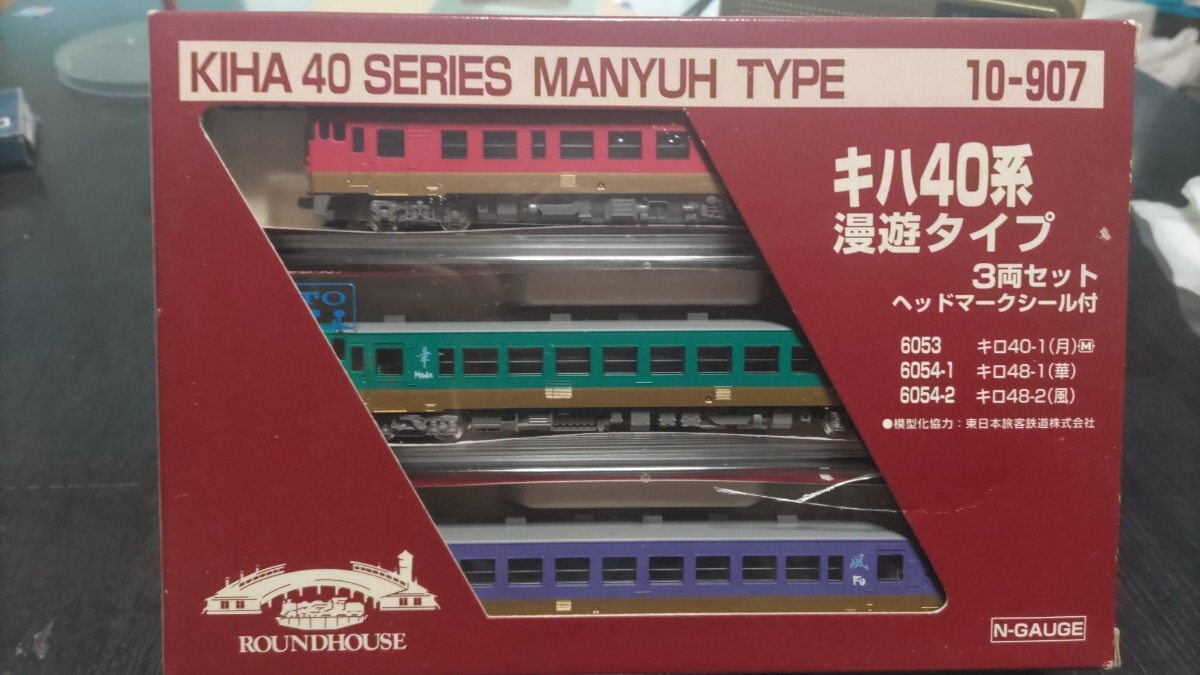 KIHA 40 SERIES MANYUH TYPE 10-907
キハ40系
漫遊タイプ
3両セット
ヘッドマークシール付
6053 キロ40-1(月)M
6054-1 キロ48-1(華)
6054-2 キロ48-2(風)
●模型化協力：東日本旅客鉄道株式会社
華
風
Fu
ROUNDHOUSE
N-GAUGE